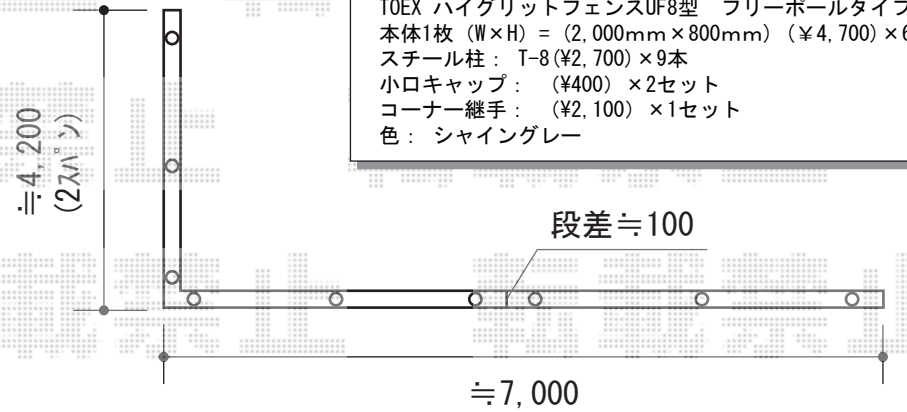 TOEX ハイグリットフェンスUF8型 フリーポールタイプ
本体1枚 (W×H) = (2,000mm×800mm) (¥4,700)×6
スチール柱: T-8(¥2,700)×9本
小口キャップ: (¥400) ×2セット
コーナー継手: (¥2,100) ×1セット
色: シャイングレー
≒4,200
(2スパン)
段差≒100
≒7,000